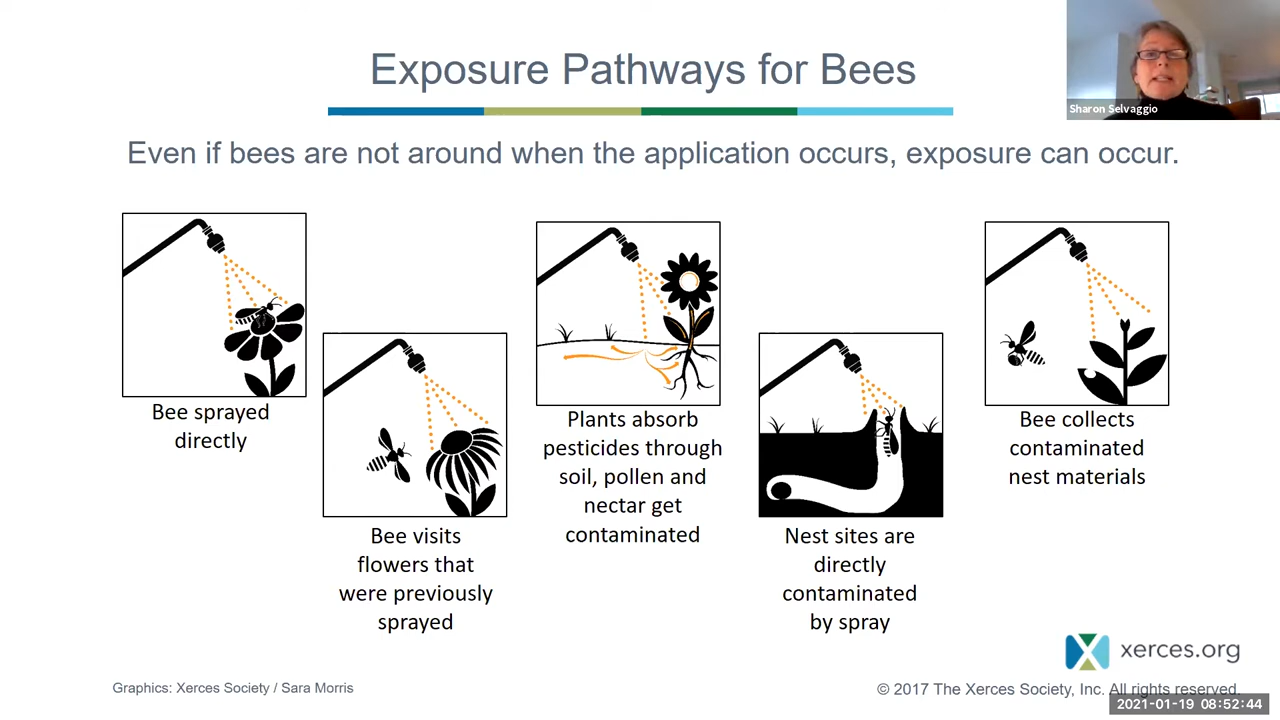 Exposure Pathways for Bees
Sharon Selvaggio
Even if bees are not around when the application occurs, exposure can occur.
Bee sprayed
directly
Bee visits
flowers that
were previously
sprayed
Plants absorb
pesticides through
soil, pollen and
nectar get
contaminated
Nest sites are
directly
contaminated
by spray
Bee collects
contaminated
nest materials
xerces.org
Graphics: Xerces Society / Sara Morris
© 2017 The Xerces Society, Inc. All rights reserved.
2021-01-19 08:52:44